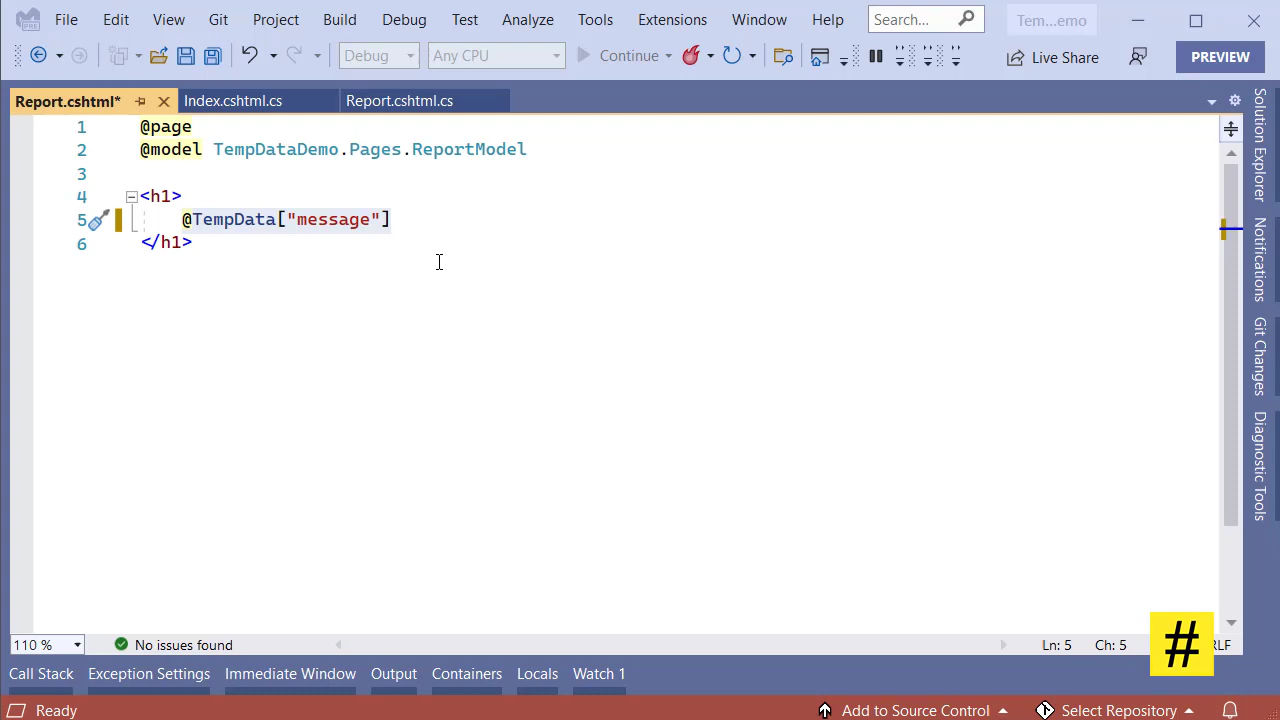 File Edit View Git Project Build Debug Test Analyze Tools Extensions Window Help Search... Tem...emo
Debug Any CPU Continue Live Share PREVIEW
Report.cshtml* Index.cshtml.cs Report.cshtml.cs
1 @page
2 @model TempDataDemo.Pages.ReportModel
3
4 <h1>
5 @TempData["message"]
6 </h1>
Solution Explorer
Notifications
Git Changes
Diagnostic Tools
110 % No issues found Ln: 5 Ch: 5 RLF
#
Call Stack Exception Settings Immediate Window Output Containers Locals Watch 1
Ready Add to Source Control Select Repository